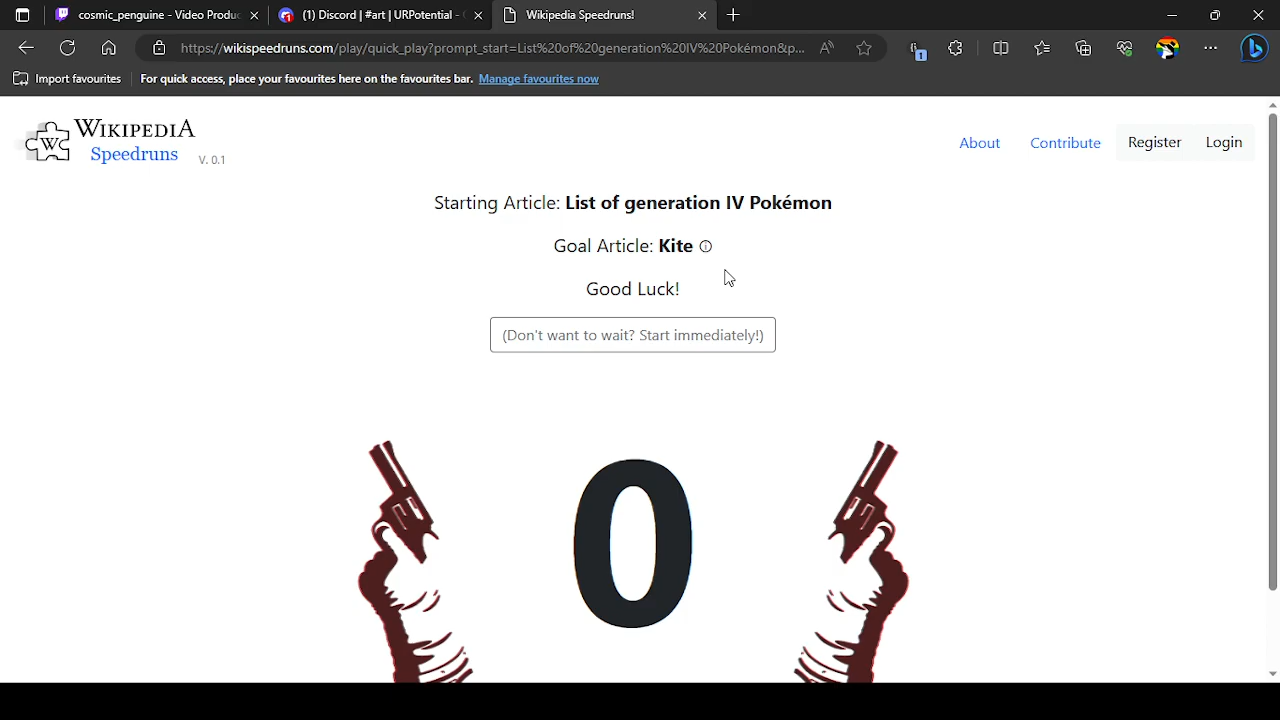 cosmic_penguine - Video Produc
(1) Discord | #art | URPotential -
Wikipedia Speedruns!
https://wikispeedruns.com/play/quick_play?prompt_start=List%20of%20generation%20IV%20Pokémon&p...
1
Import favourites
For quick access, place your favourites here on the favourites bar. Manage favourites now
W
WIKIPEDIA
Speedruns
V. 0.1
About
Contribute
Register
Login
Starting Article: List of generation IV Pokémon
Goal Article: Kite
Good Luck!
(Don't want to wait? Start immediately!)
0